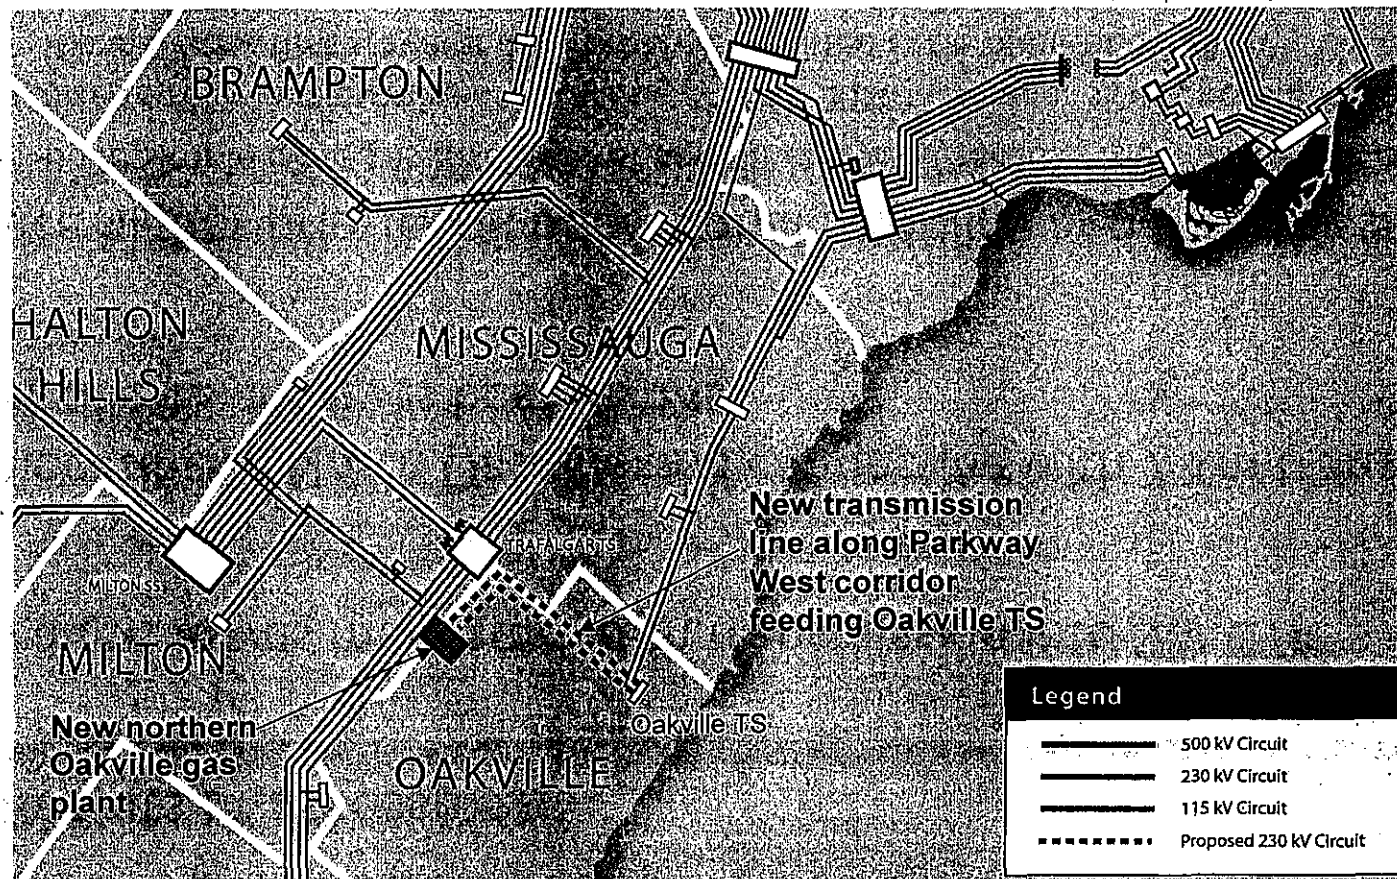 BRAMPTON
HALTON
HILLS
MISSISSAUGA
TRAFALGAR TS
MILTON SS
New transmission
line along Parkway
West corridor
feeding Oakville TS
MILTON
Oakville TS
New northern
Oakville gas
plant
OAKVILLE
Legend
500 kV Circuit
230 kV Circuit
115 kV Circuit
Proposed 230 kV Circuit